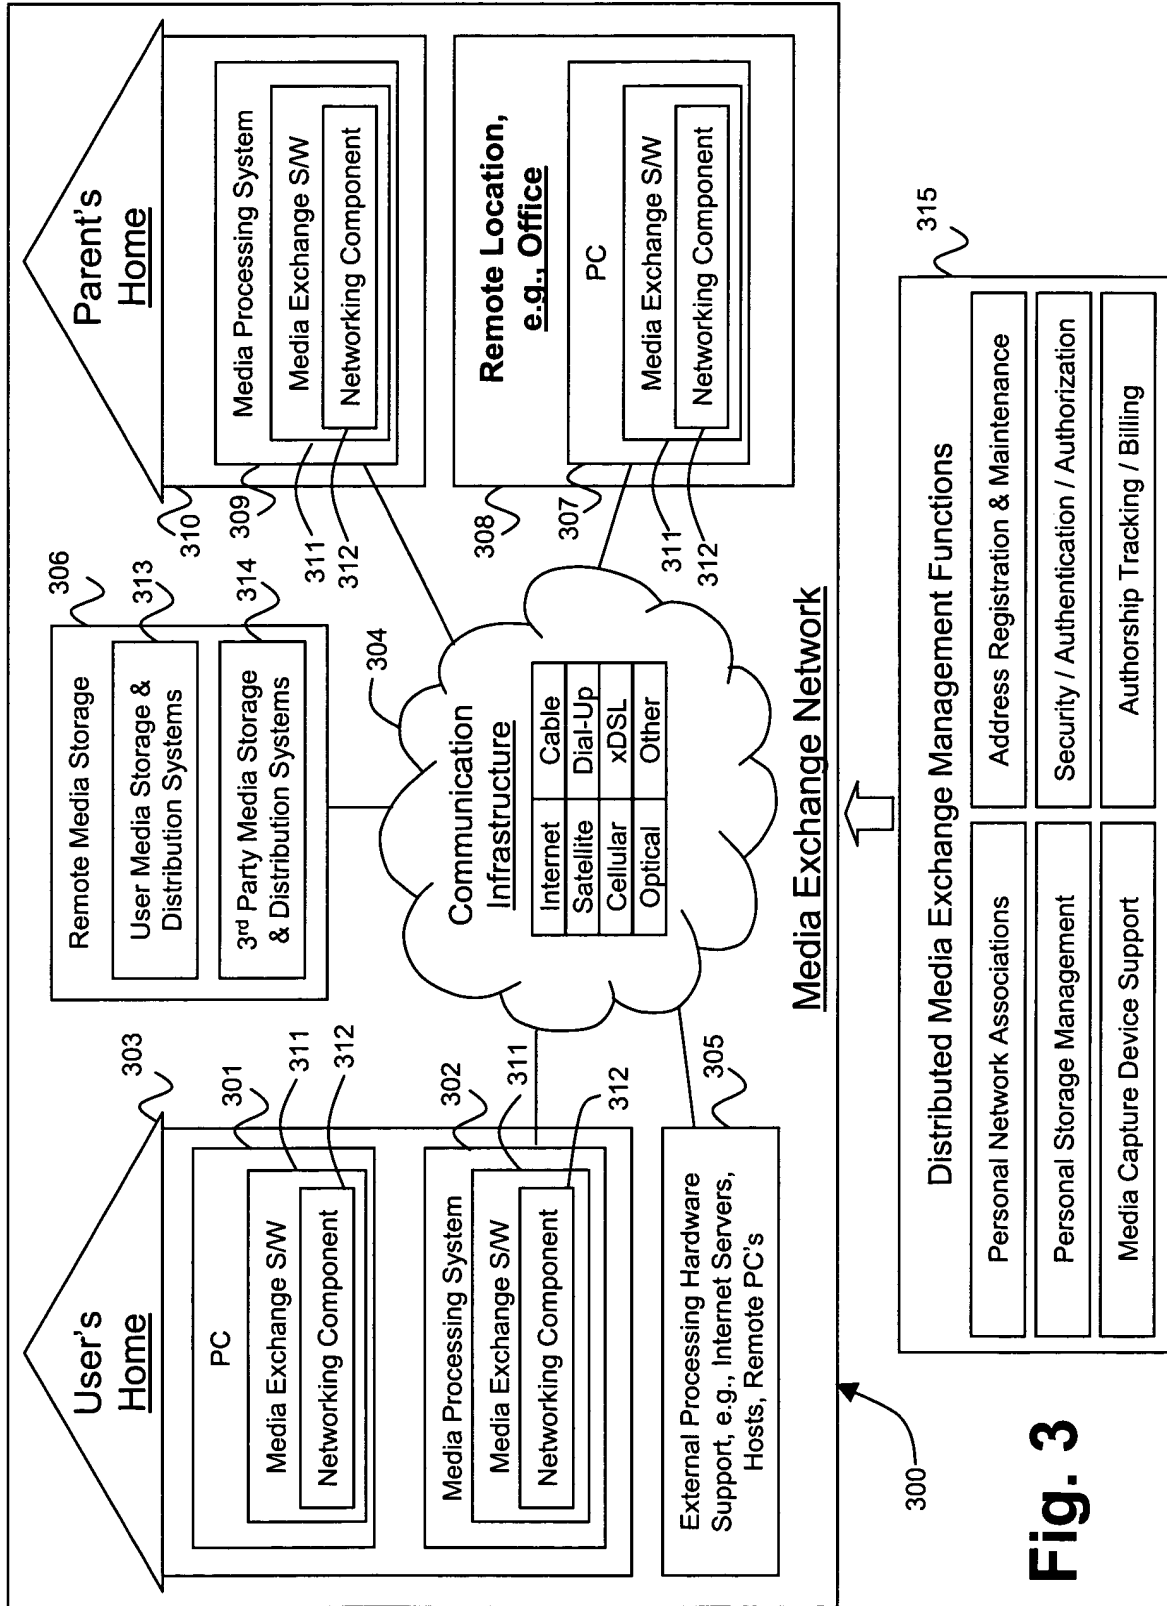 User's
Home
303
PC
301
Media Exchange S/W
311
Networking Component
312
Media Processing System
302
Media Exchange S/W
311
Networking Component
312
External Processing Hardware
Support, e.g., Internet Servers,
Hosts, Remote PC's
305
Remote Media Storage
306
User Media Storage &
Distribution Systems
313
3rd Party Media Storage
& Distribution Systems
314
304
Communication
Infrastructure
Internet Cable
Satellite Dial-Up
Cellular xDSL
Optical Other
Parent's
Home
310
Media Processing System
309
Media Exchange S/W
311
Networking Component
312
Remote Location,
e.g., Office
308
PC
307
Media Exchange S/W
311
Networking Component
312
Media Exchange Network
300
Distributed Media Exchange Management Functions
315
Personal Network Associations
Address Registration & Maintenance
Personal Storage Management
Security / Authentication / Authorization
Media Capture Device Support
Authorship Tracking / Billing
Fig. 3